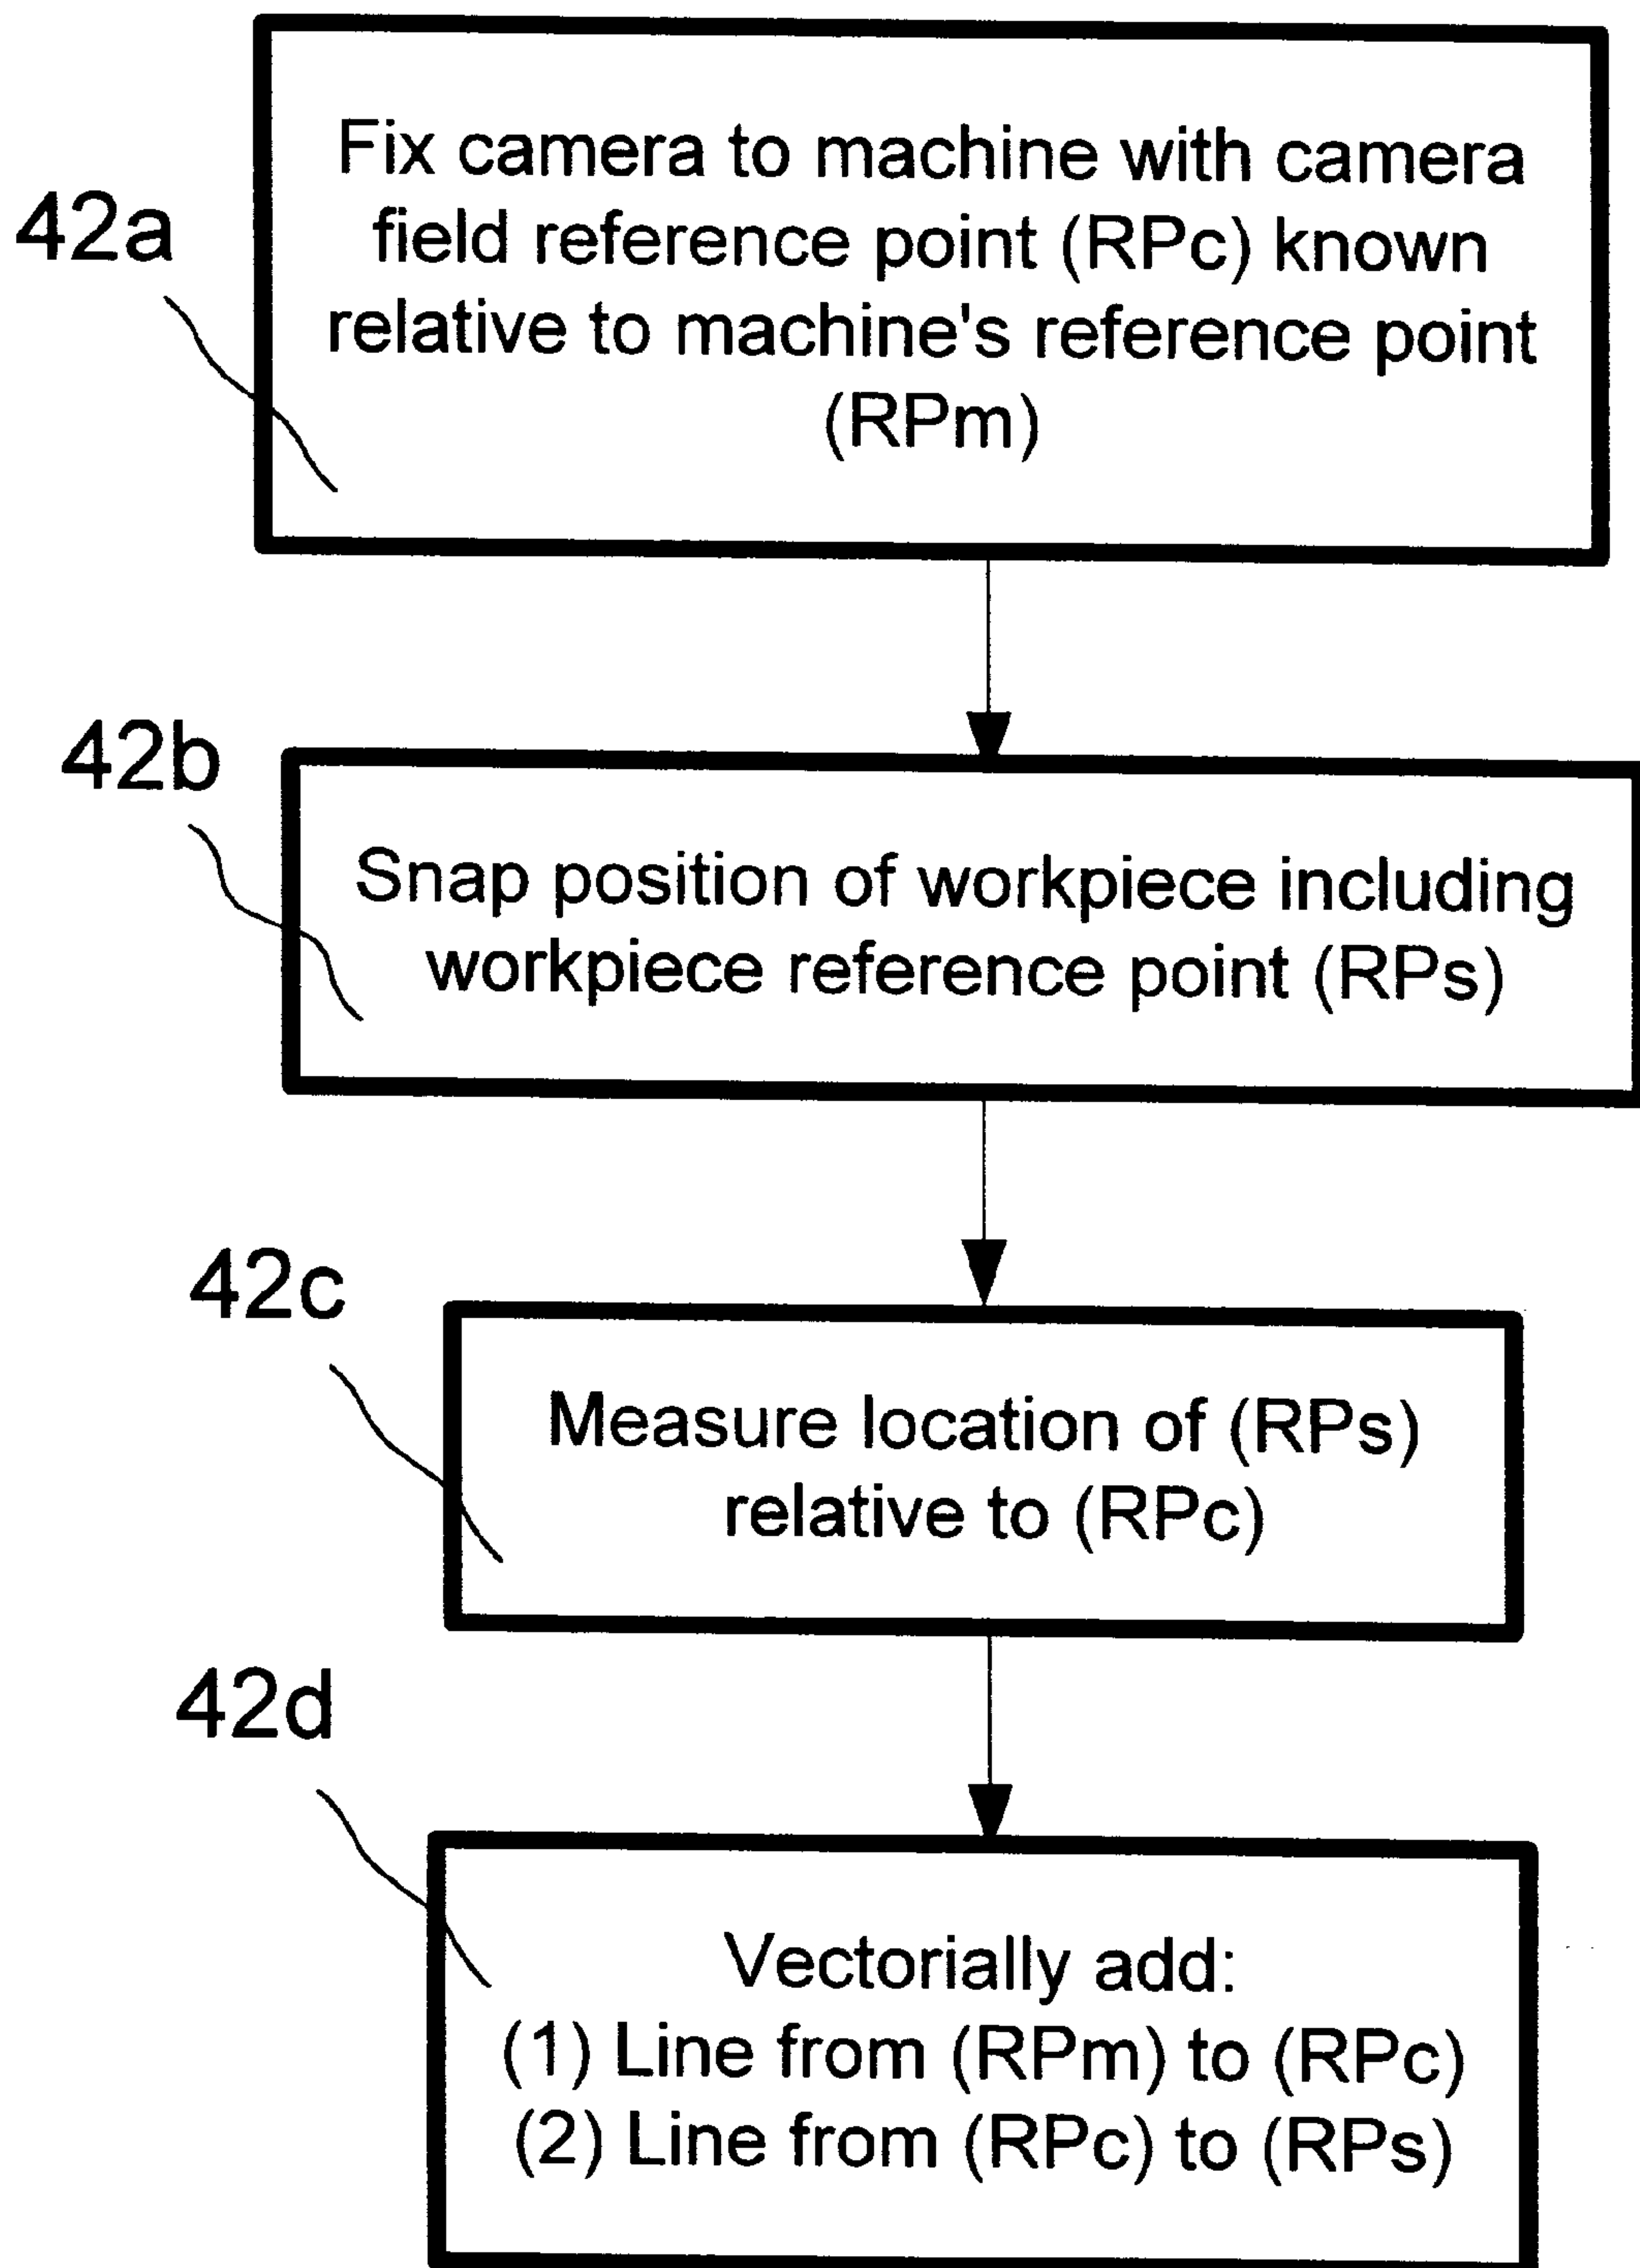 42a
Fix camera to machine with camera
field reference point (RPc) known
relative to machine's reference point
(RPm)
42b
Snap position of workpiece including
workpiece reference point (RPs)
42c
Measure location of (RPs)
relative to (RPc)
42d
Vectorially add:
(1) Line from (RPm) to (RPc)
(2) Line from (RPc) to (RPs)